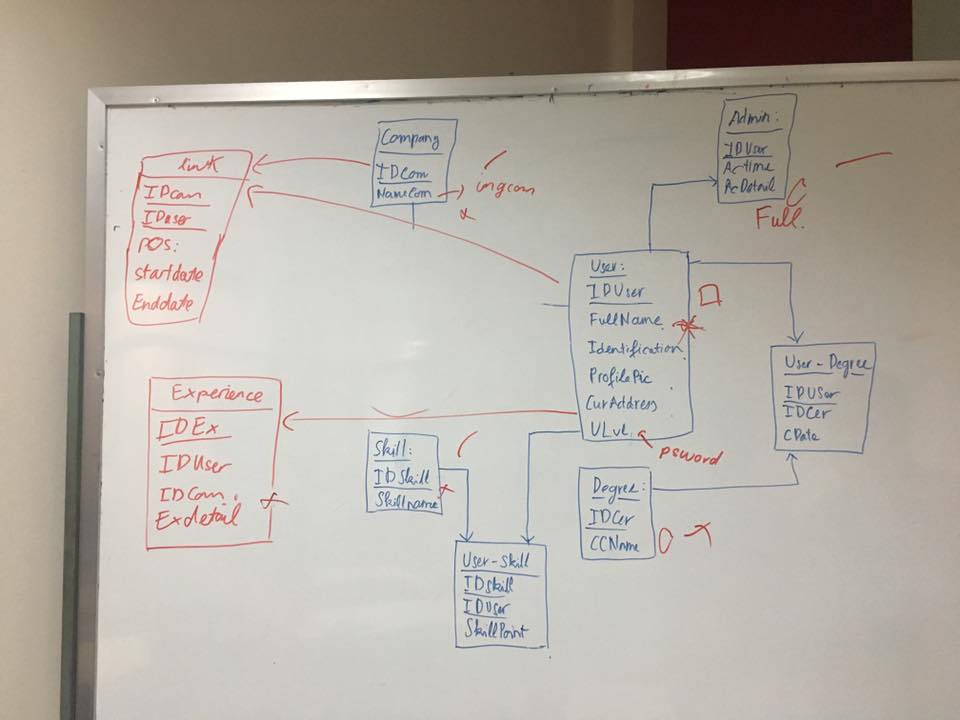 link
IDcom
IDuser
POS:
startdate
Enddate
Company
IDCom
NameCom
imgcom
Admin:
IDUser
Actime
AcDetail
Full.
User:
IDUser
FullName
Identification
ProfilePic
CurAddress
ULvl
psword
User-Degree
IDUser
IDCer
CDate
Experience
IDEx
IDUser
IDCom.
Exdetail
Skill:
IDSkill
Skillname
Degree:
IDCer
CCName
User-Skill
IDSkill
IDUser
SkillPoint